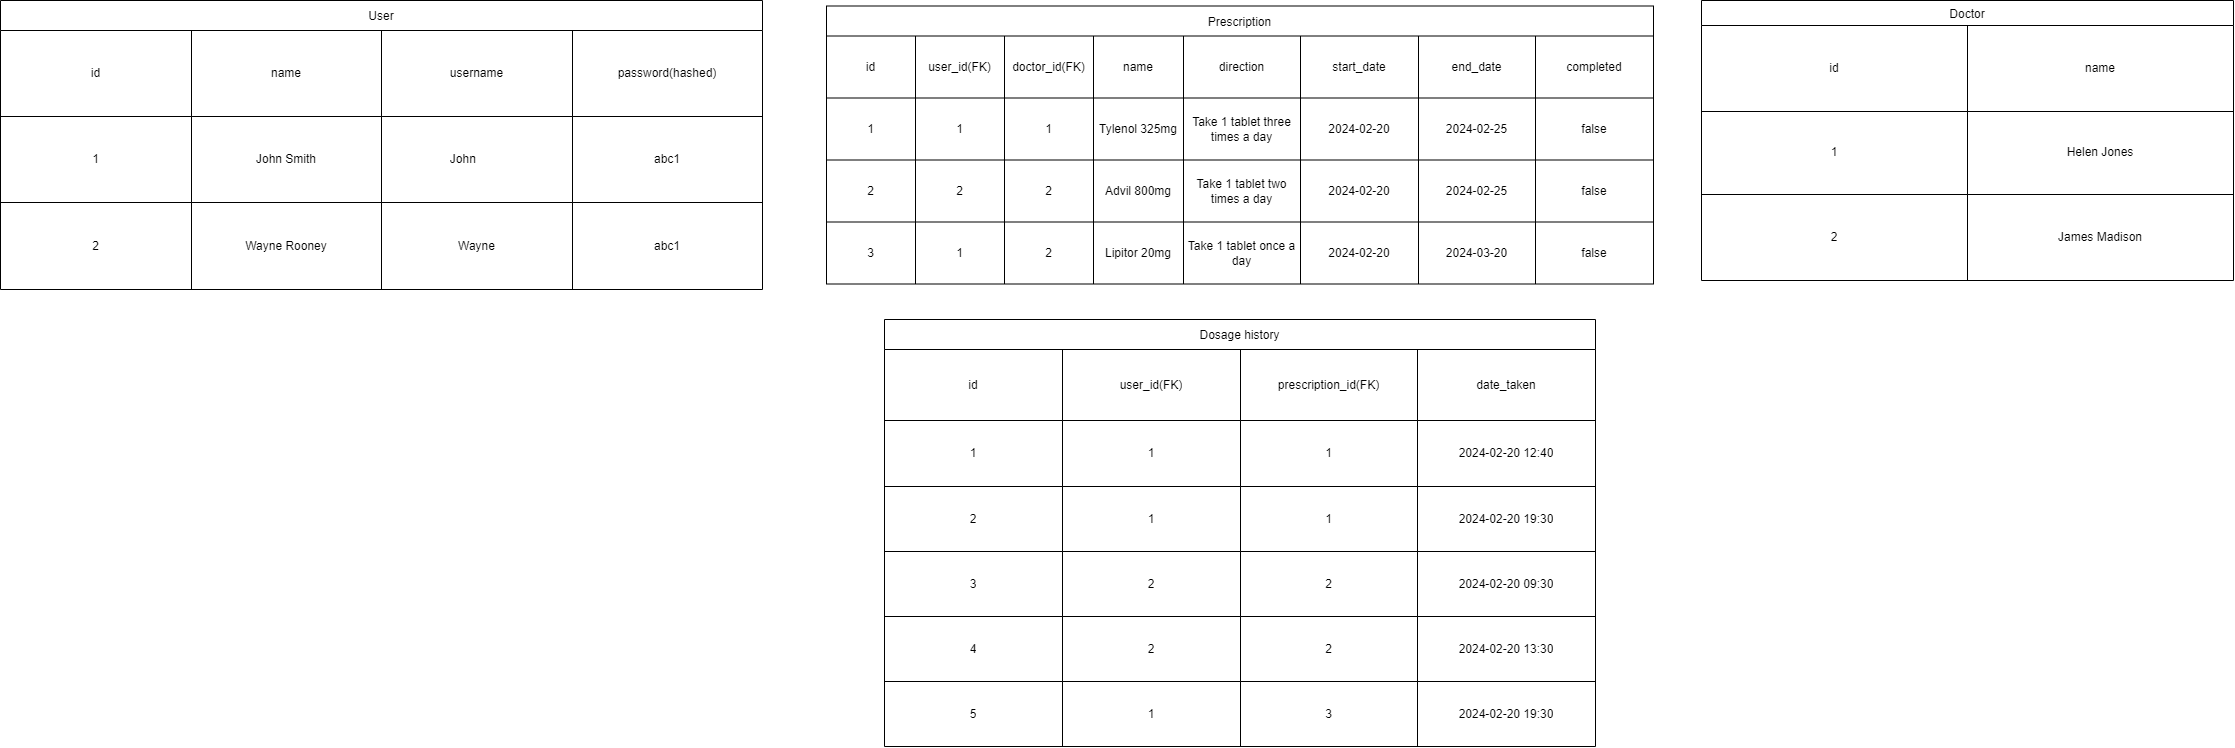 User
id name username password(hashed)
1 John Smith John abc1
2 Wayne Rooney Wayne abc1
Prescription
id user_id(FK) doctor_id(FK) name direction start_date end_date completed
1 1 1 Tylenol 325mg Take 1 tablet three
times a day 2024-02-20 2024-02-25 false
2 2 2 Advil 800mg Take 1 tablet two
times a day 2024-02-20 2024-02-25 false
3 1 2 Lipitor 20mg Take 1 tablet once a
day 2024-02-20 2024-03-20 false
Doctor
id name
1 Helen Jones
2 James Madison
Dosage history
id user_id(FK) prescription_id(FK) date_taken
1 1 1 2024-02-20 12:40
2 1 1 2024-02-20 19:30
3 2 2 2024-02-20 09:30
4 2 2 2024-02-20 13:30
5 1 3 2024-02-20 19:30